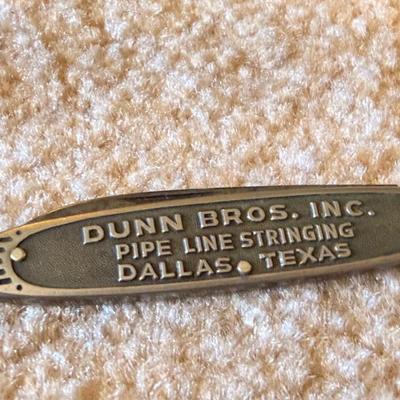 DUNN BROS. INC.
PIPE LINE STRINGING
DALLAS, TEXAS